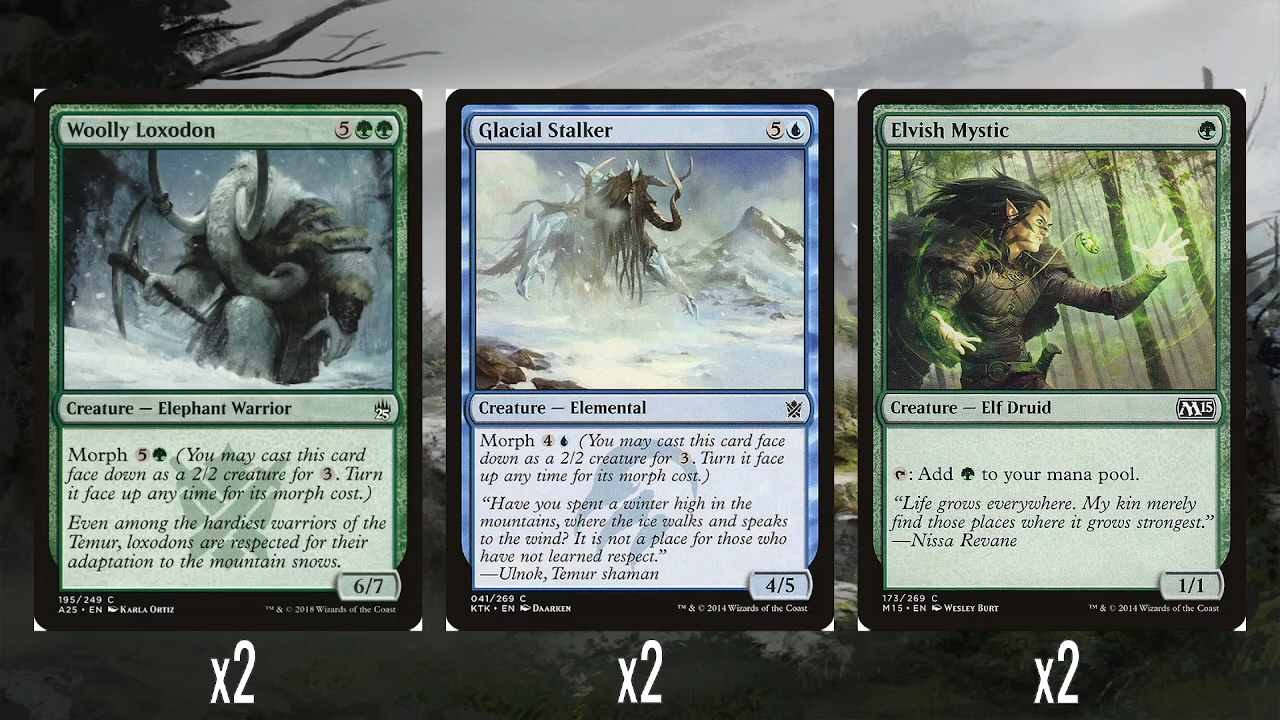 Woolly Loxodon 5
Creature — Elephant Warrior
25
Morph 5 (You may cast this card
face down as a 2/2 creature for 3. Turn
it face up any time for its morph cost.)
Even among the hardiest warriors of the
Temur, loxodons are respected for their
adaptation to the mountain snows.
6/7
195/249 C
A25 • EN Karla Ortiz
™ & © 2018 Wizards of the Coast
x2
Glacial Stalker 5
Creature — Elemental
Morph 4 (You may cast this card face
down as a 2/2 creature for 3. Turn it face
up any time for its morph cost.)
"Have you spent a winter high in the
mountains, where the ice walks and speaks
to the wind? It is not a place for those who
have not learned respect."
—Ulnok, Temur shaman
4/5
041/269 C
KTK • EN Daarken
™ & © 2014 Wizards of the Coast
x2
Elvish Mystic
Creature — Elf Druid
M15
: Add to your mana pool.
"Life grows everywhere. My kin merely
find those places where it grows strongest."
—Nissa Revane
1/1
173/269 C
M15 • EN Wesley Burt
™ & © 2014 Wizards of the Coast
x2